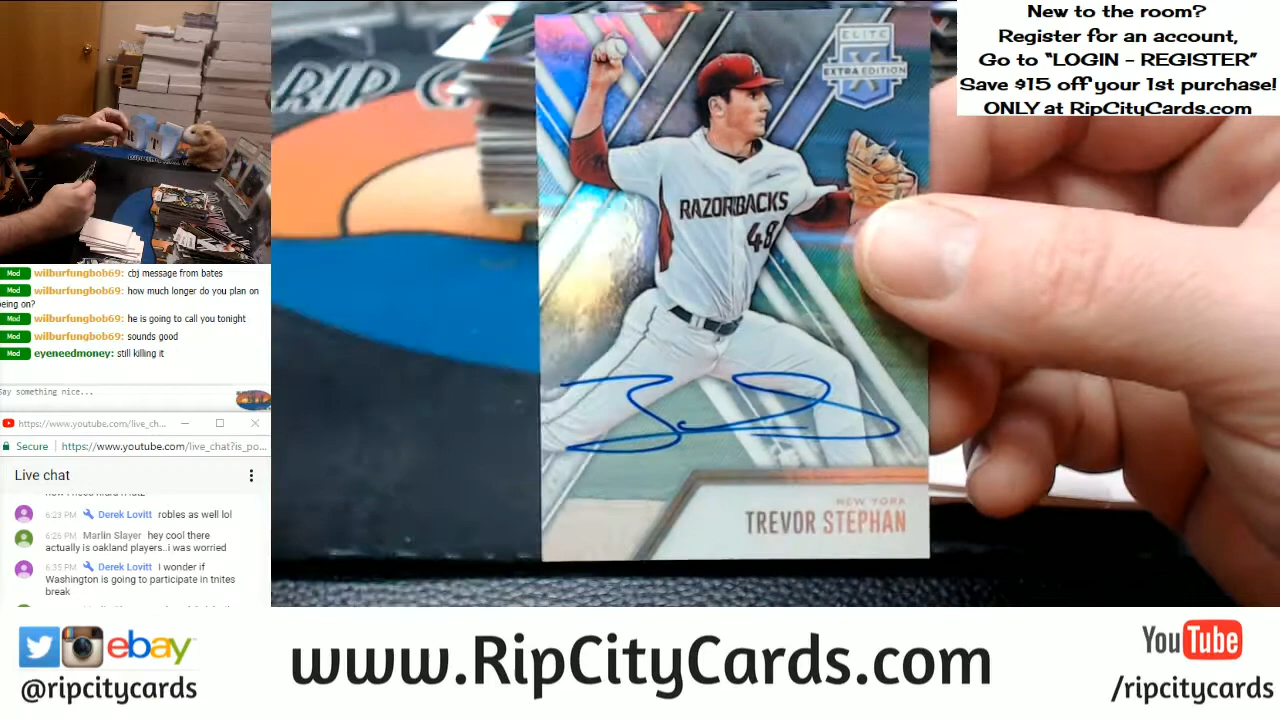 New to the room?
Register for an account,
Go to “LOGIN – REGISTER”
Save $15 off your 1st purchase!
ONLY at RipCityCards.com
RIP
ELITE
X
EXTRA EDITION
RAZORBACKS
48
NEW YORK
TREVOR STEPHAN
Mod wilburfungbob69: cbj message from bates
Mod wilburfungbob69: how much longer do you plan on
being on?
Mod wilburfungbob69: he is going to call you tonight
Mod wilburfungbob69: sounds good
Mod eyeneedmoney: still killing it
Say something nice...
https://www.youtube.com/live_ch...
Secure https://www.youtube.com/live_chat?is_po...
Live chat
6:23 PM Derek Lovitt robles as well lol
6:26 PM Marlin Slayer hey cool there
actually is oakland players..i was worried
6:35 PM Derek Lovitt I wonder if
Washington is going to participate in tnites
break
ebay
@ripcitycards
www.RipCityCards.com
YouTube
/ripcitycards